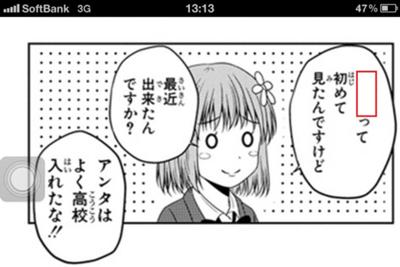 SoftBank 3G
13:13
47%
って
初めて
見たんですけど
最近
出来たん
ですか?
アンタは
よく高校
入れたな!!